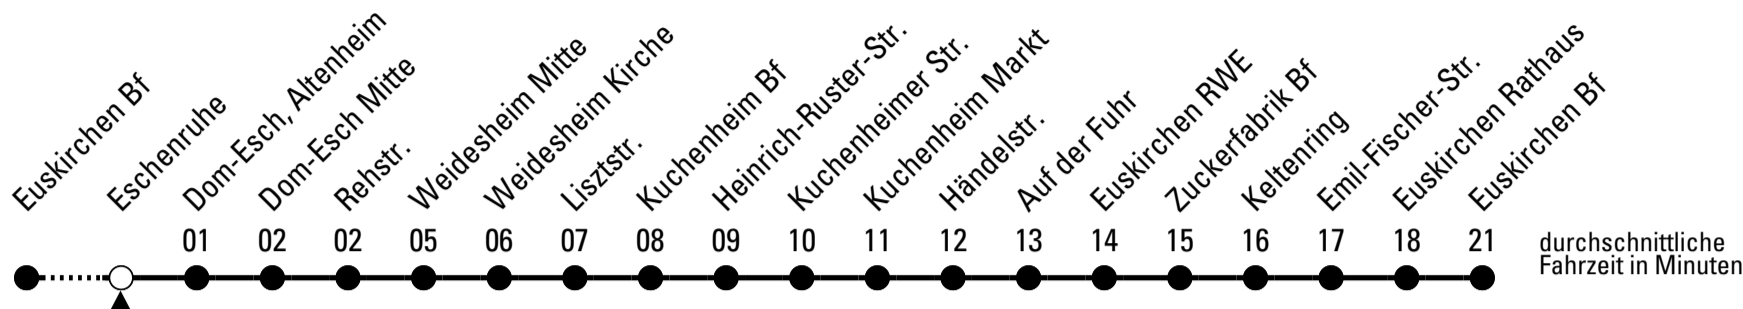 Euskirchen Bf
Eschenruhe
Dom-Esch, Altenheim
Dom-Esch Mitte
Rehstr.
Weidesheim Mitte
Weidesheim Kirche
Lisztstr.
Kuchenheim Bf
Heinrich-Ruster-Str.
Kuchenheimer Str.
Kuchenheim Markt
Händelstr.
Auf der Fuhr
Euskirchen RWE
Zuckerfabrik Bf
Keltenring
Emil-Fischer-Str.
Euskirchen Rathaus
Euskirchen Bf
01 02 02 05 06 07 08 09 10 11 12 13 14 15 16 17 18 21
durchschnittliche
Fahrzeit in Minuten